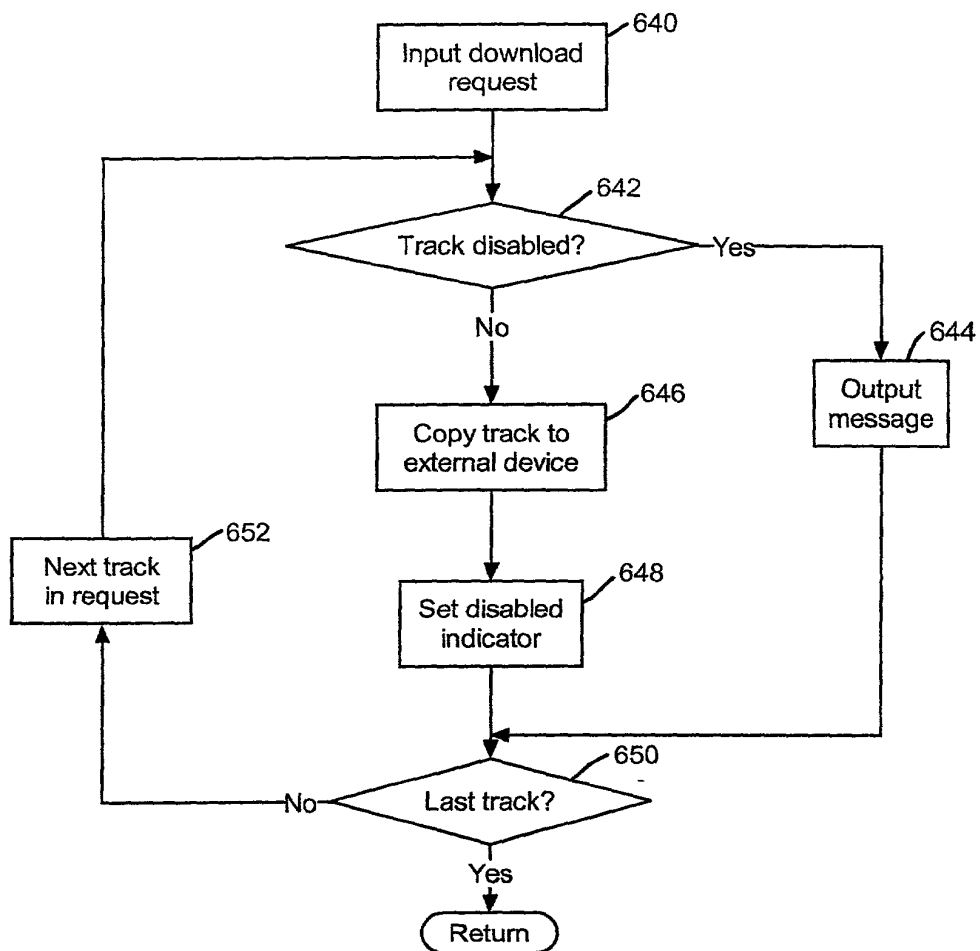 640
Input download
request
642
Track disabled?
Yes
No
644
Output
message
646
Copy track to
external device
652
Next track
in request
648
Set disabled
indicator
650
Last track?
No
Yes
Return